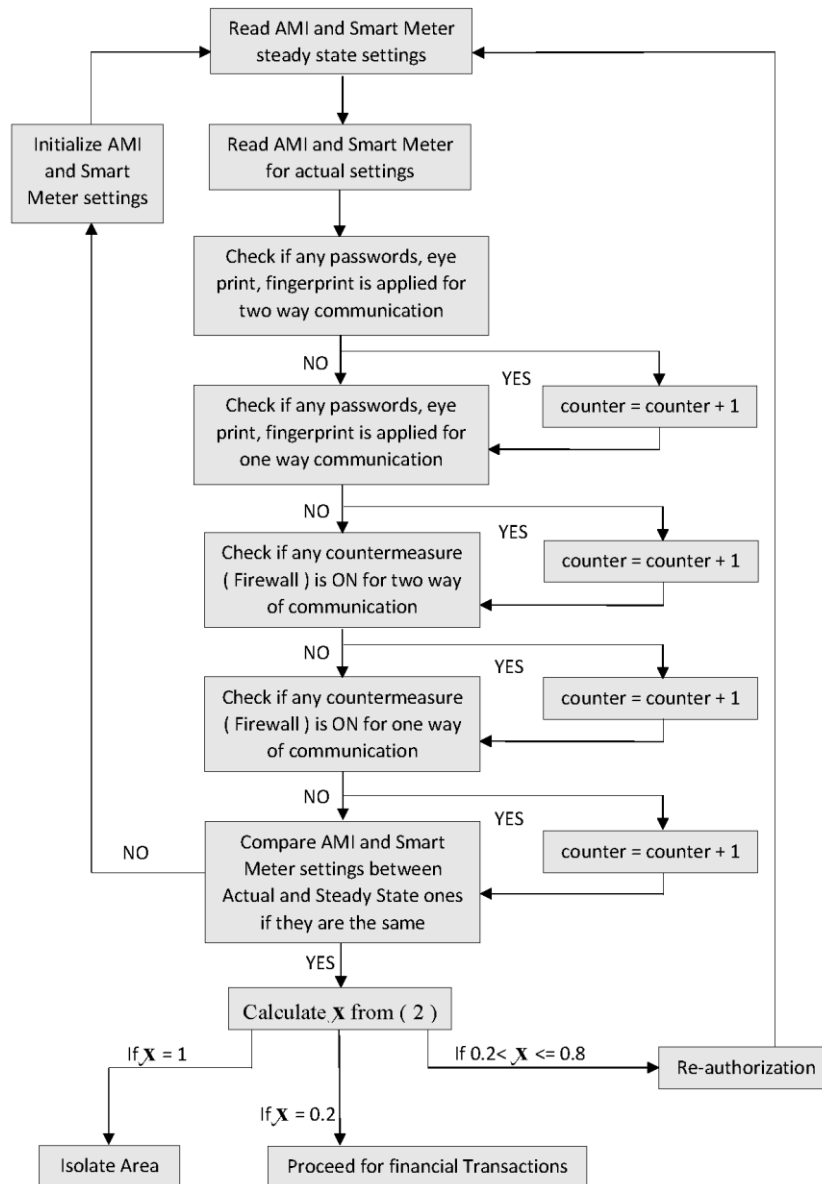 Read AMI and Smart Meter
steady state settings
Initialize AMI
and Smart
Meter settings
Read AMI and Smart Meter
for actual settings
Check if any passwords, eye
print, fingerprint is applied for
two way communication
NO
YES
counter = counter + 1
Check if any passwords, eye
print, fingerprint is applied for
one way communication
NO
YES
counter = counter + 1
Check if any countermeasure
( Firewall ) is ON for two way
of communication
NO
YES
counter = counter + 1
Check if any countermeasure
( Firewall ) is ON for one way
of communication
NO
YES
counter = counter + 1
NO
Compare AMI and Smart
Meter settings between
Actual and Steady State ones
if they are the same
YES
Calculate x from ( 2 )
If x = 1
If 0.2< x <= 0.8
Re-authorization
If x = 0.2
Isolate Area
Proceed for financial Transactions